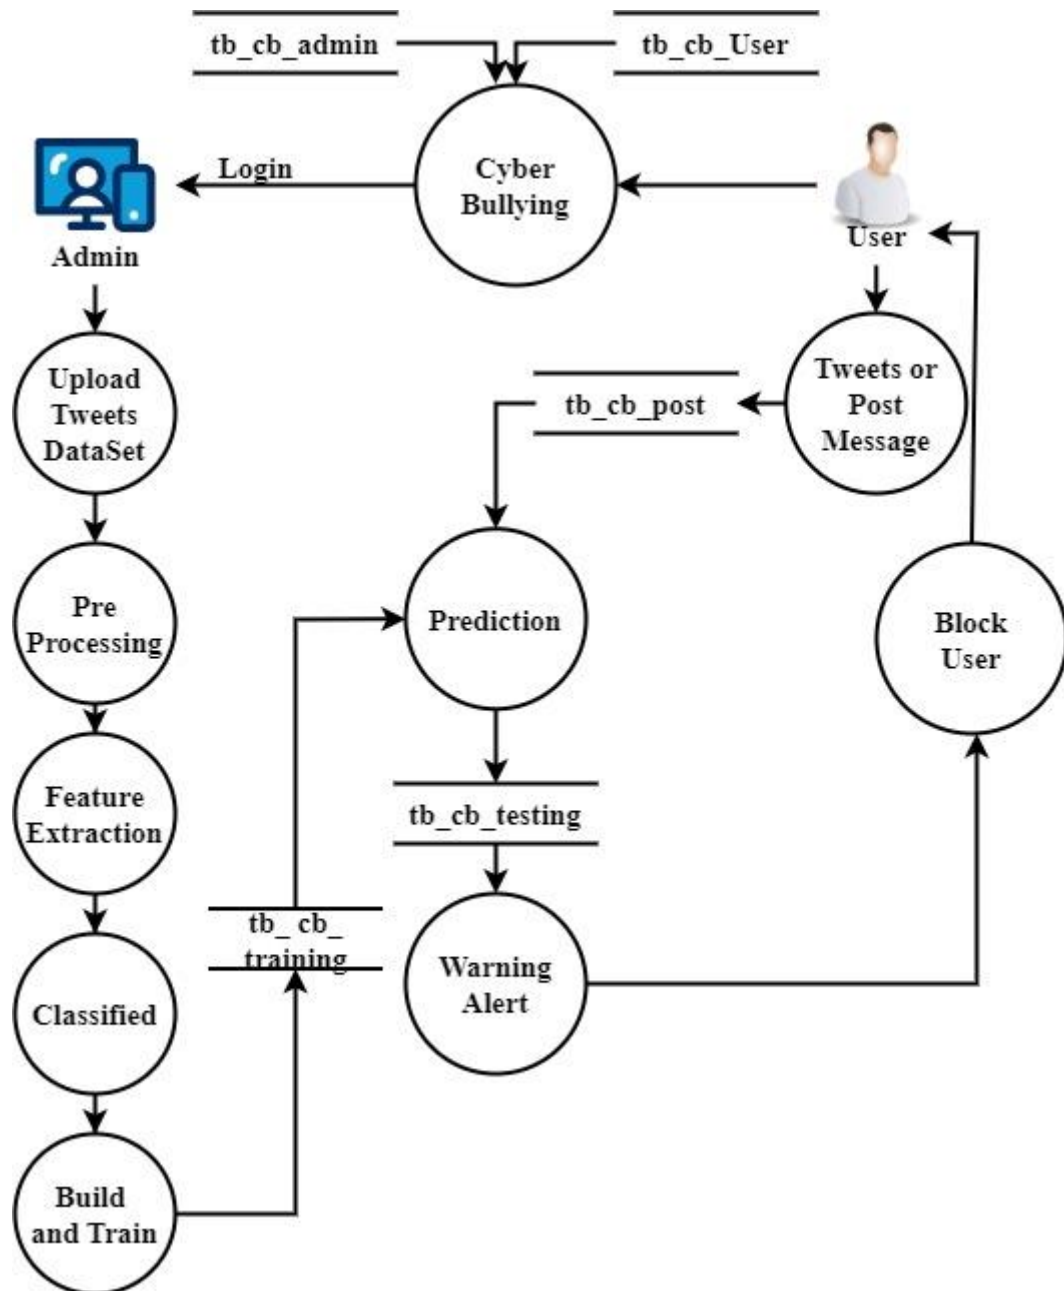 tb_cb_admin
tb_cb_User
Login
Cyber
Bullying
Admin
User
Upload
Tweets
DataSet
tb_cb_post
Tweets or
Post
Message
Pre
Processing
Prediction
Block
User
Feature
Extraction
tb_cb_testing
tb_ cb_
training
Warning
Alert
Classified
Build
and Train